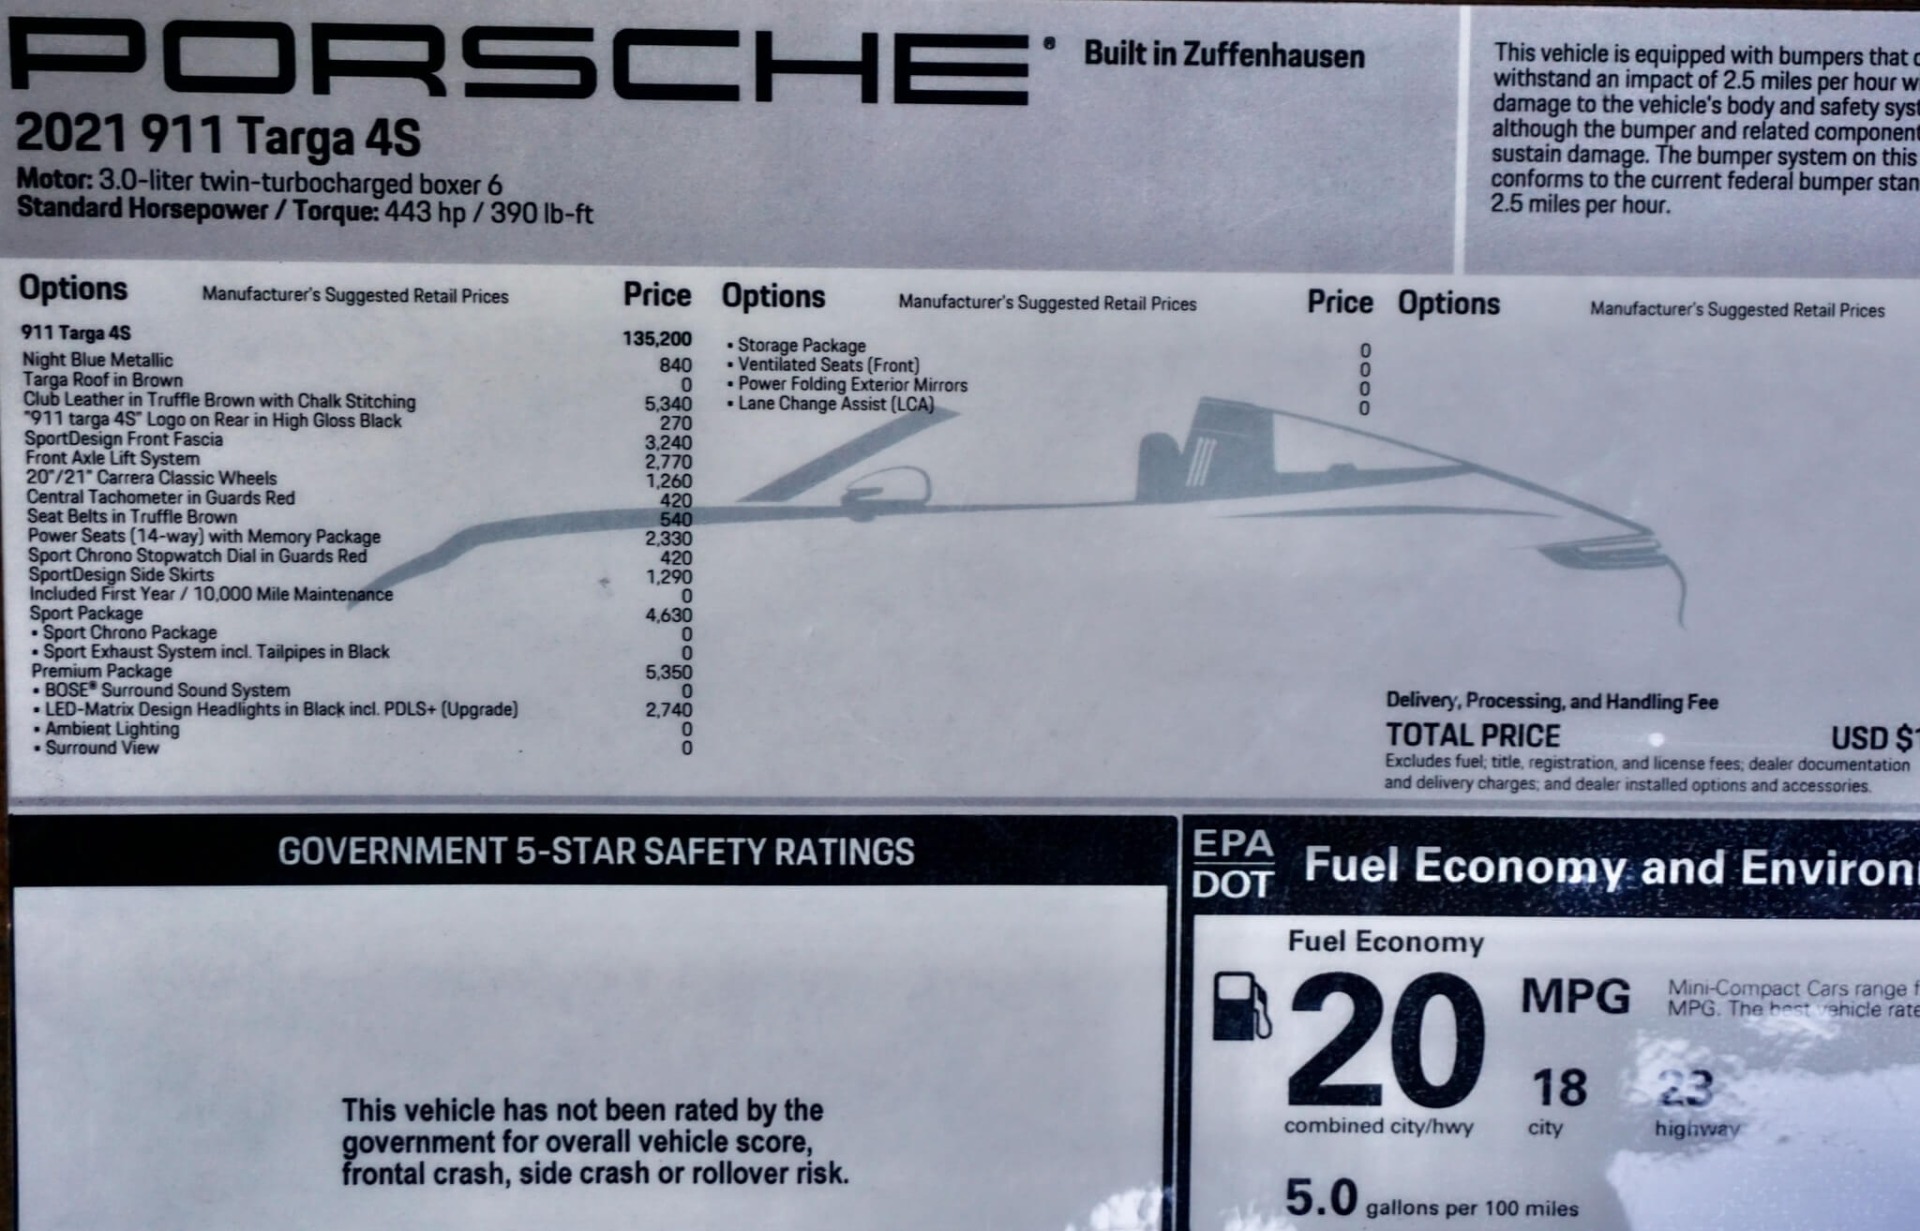 PORSCHE® Built in Zuffenhausen
2021 911 Targa 4S
Motor: 3.0-liter twin-turbocharged boxer 6
Standard Horsepower / Torque: 443 hp / 390 lb-ft
This vehicle is equipped with bumpers that
withstand an impact of 2.5 miles per hour
damage to the vehicle's body and safety
although the bumper and related
sustain damage. The bumper system on this
conforms to the current federal bumper
2.5 miles per hour.
Options Manufacturer's Suggested Retail Prices Price
911 Targa 4S 135,200
Night Blue Metallic 840
Targa Roof in Brown 0
Club Leather in Truffle Brown with Chalk Stitching 5,340
"911 targa 4S" Logo on Rear in High Gloss Black 270
SportDesign Front Fascia 3,240
Front Axle Lift System 2,770
20"/21" Carrera Classic Wheels 1,260
Central Tachometer in Guards Red 420
Seat Belts in Truffle Brown 540
Power Seats (14-way) with Memory Package 2,330
Sport Chrono Stopwatch Dial in Guards Red 420
SportDesign Side Skirts 1,290
Included First Year / 10,000 Mile Maintenance 0
Sport Package 4,630
• Sport Chrono Package 0
• Sport Exhaust System incl. Tailpipes in Black 0
Premium Package 5,350
• BOSE® Surround Sound System 0
• LED-Matrix Design Headlights in Black incl. PDLS+ (Upgrade) 2,740
• Ambient Lighting 0
• Surround View 0
Options Manufacturer's Suggested Retail Prices Price
• Storage Package 0
• Ventilated Seats (Front) 0
• Power Folding Exterior Mirrors 0
• Lane Change Assist (LCA) 0
Options Manufacturer's Suggested Retail Prices
Delivery, Processing, and Handling Fee
TOTAL PRICE USD $
Excludes fuel; title, registration, and license fees; dealer documentation
and delivery charges; and dealer installed options and accessories.
GOVERNMENT 5-STAR SAFETY RATINGS
This vehicle has not been rated by the
government for overall vehicle score,
frontal crash, side crash or rollover risk.
EPA
DOT
Fuel Economy and
Fuel Economy
20 MPG
Mini-Compact Cars range
MPG. The best vehicle
18 23
combined city/hwy city highway
5.0 gallons per 100 miles